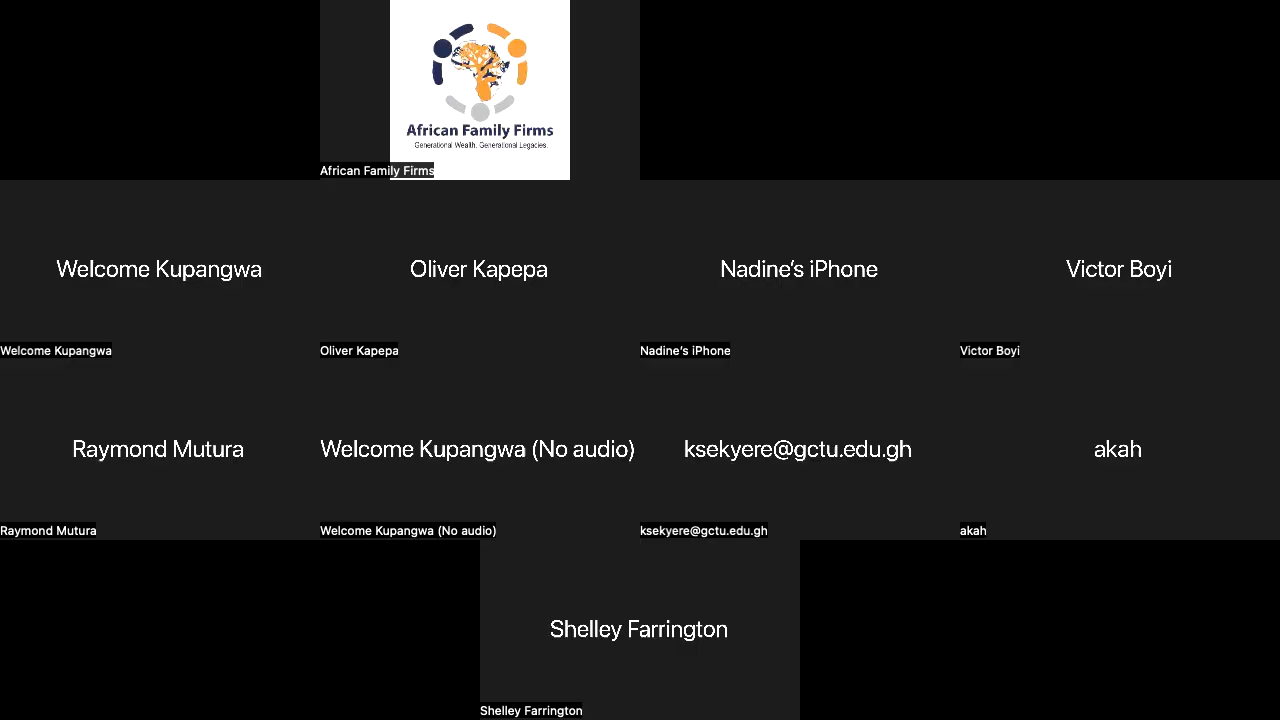 African Family Firms
Generational Wealth. Generational Legacies.
African Family Firms
Welcome Kupangwa
Oliver Kapepa
Nadine’s iPhone
Victor Boyi
Welcome Kupangwa
Oliver Kapepa
Nadine’s iPhone
Victor Boyi
Raymond Mutura
Welcome Kupangwa (No audio)
ksekyere@gctu.edu.gh
akah
Raymond Mutura
Welcome Kupangwa (No audio)
ksekyere@gctu.edu.gh
akah
Shelley Farrington
Shelley Farrington